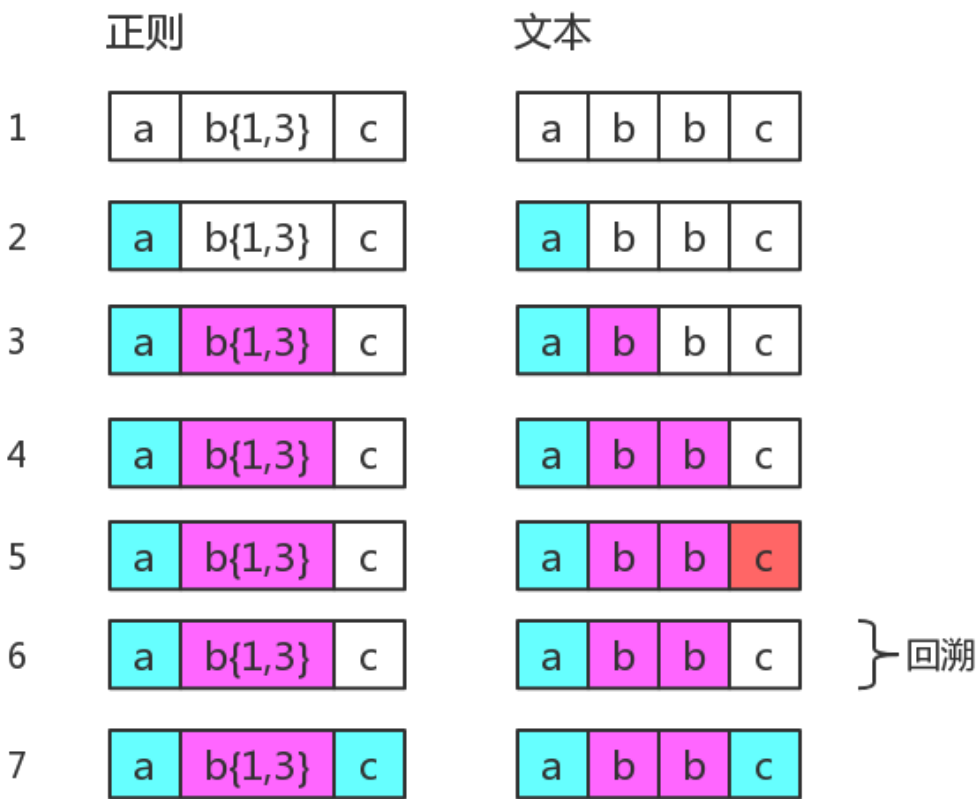 正则 文本
1 a b{1,3} c a b b c
2 a b{1,3} c a b b c
3 a b{1,3} c a b b c
4 a b{1,3} c a b b c
5 a b{1,3} c a b b c
6 a b{1,3} c a b b c 回溯
7 a b{1,3} c a b b c